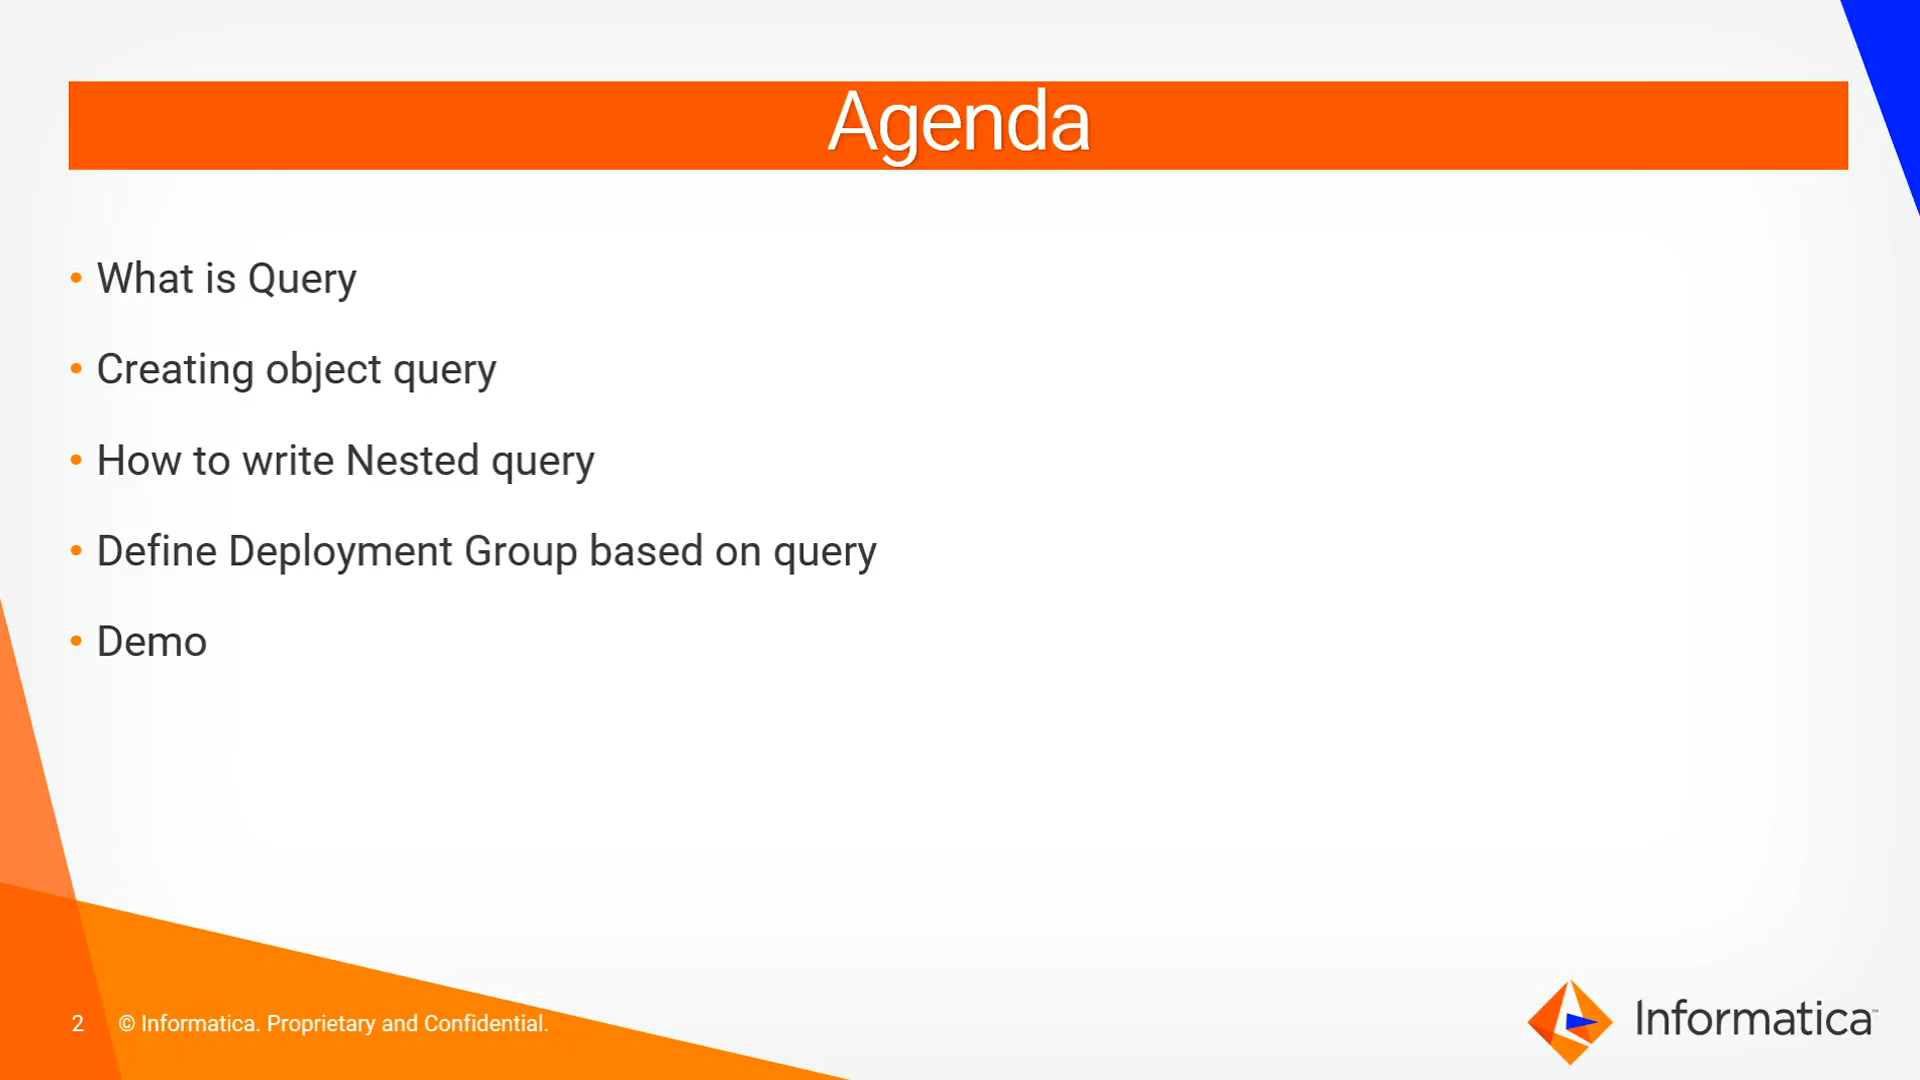 Agenda
• What is Query
• Creating object query
• How to write Nested query
• Define Deployment Group based on query
• Demo
2 © Informatica. Proprietary and Confidential.
Informatica™